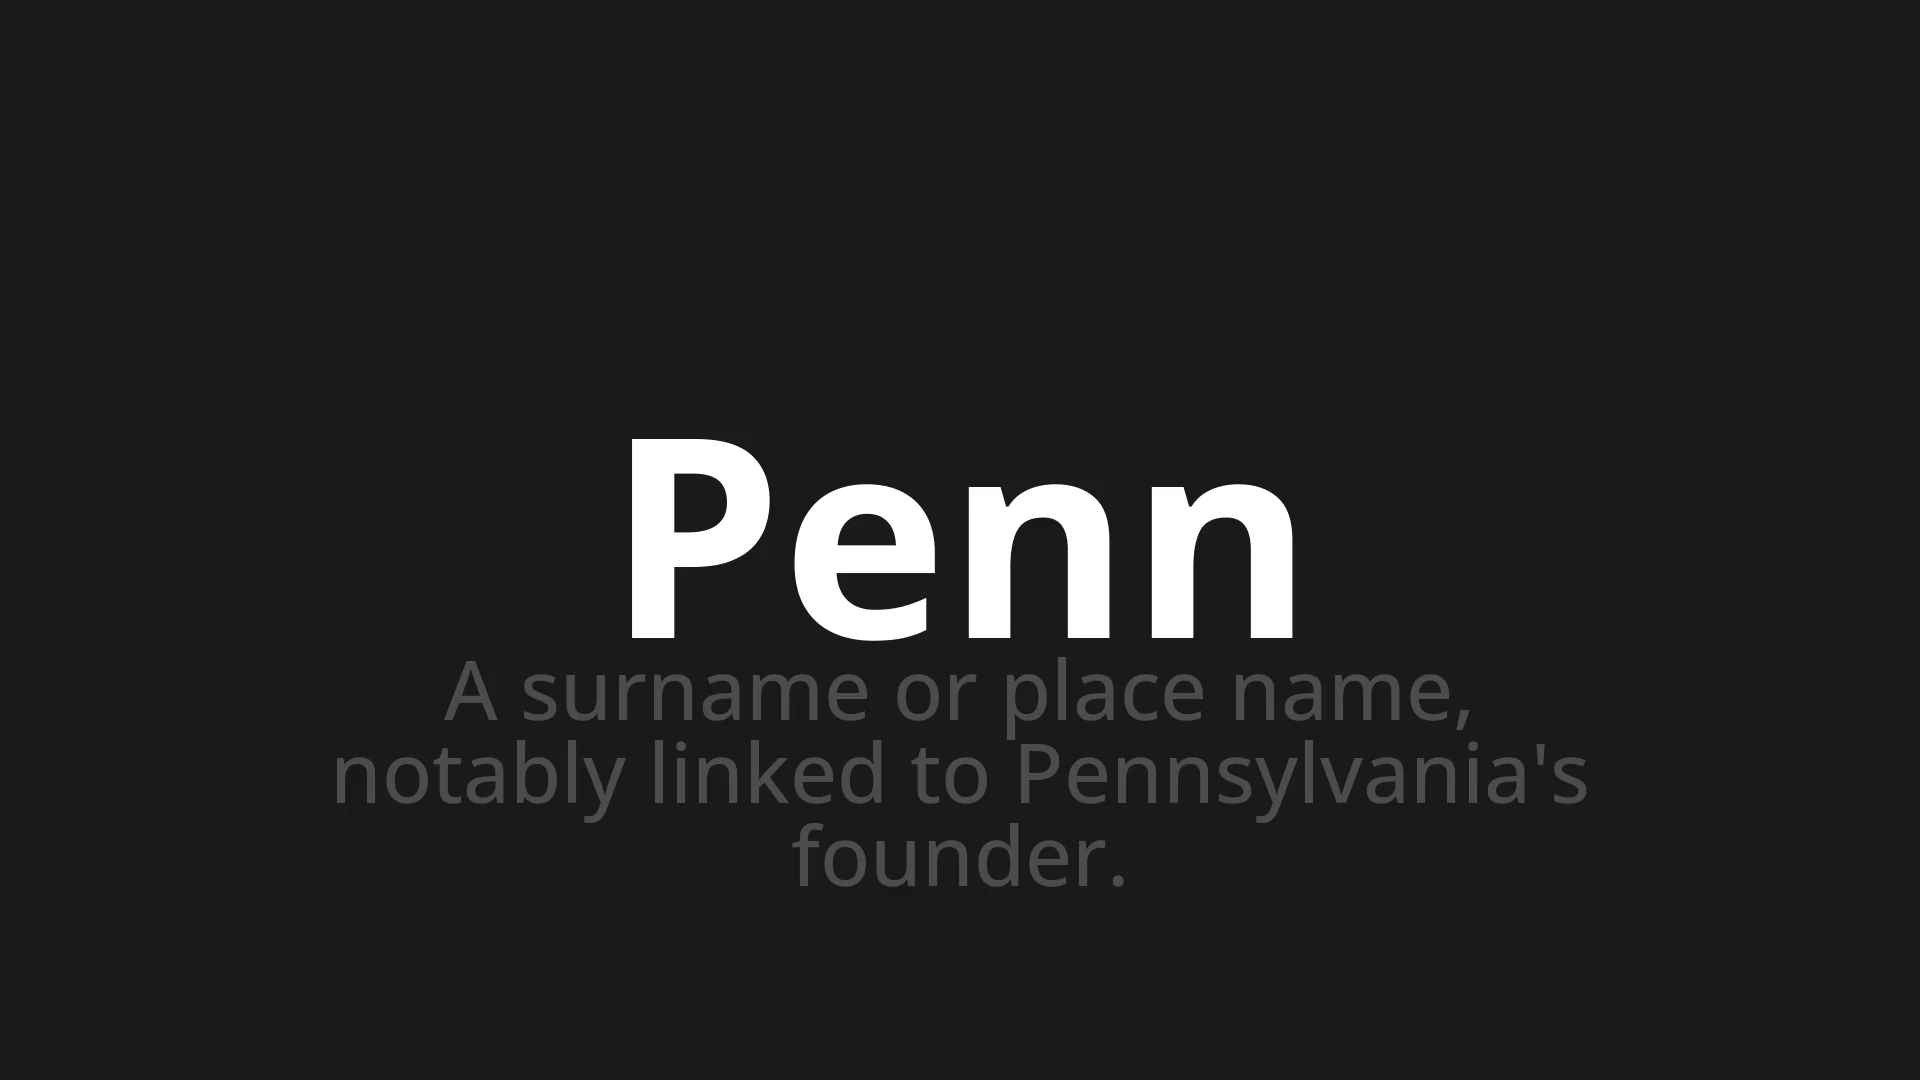 Penn
A surname or place name,
notably linked to Pennsylvania's
founder.